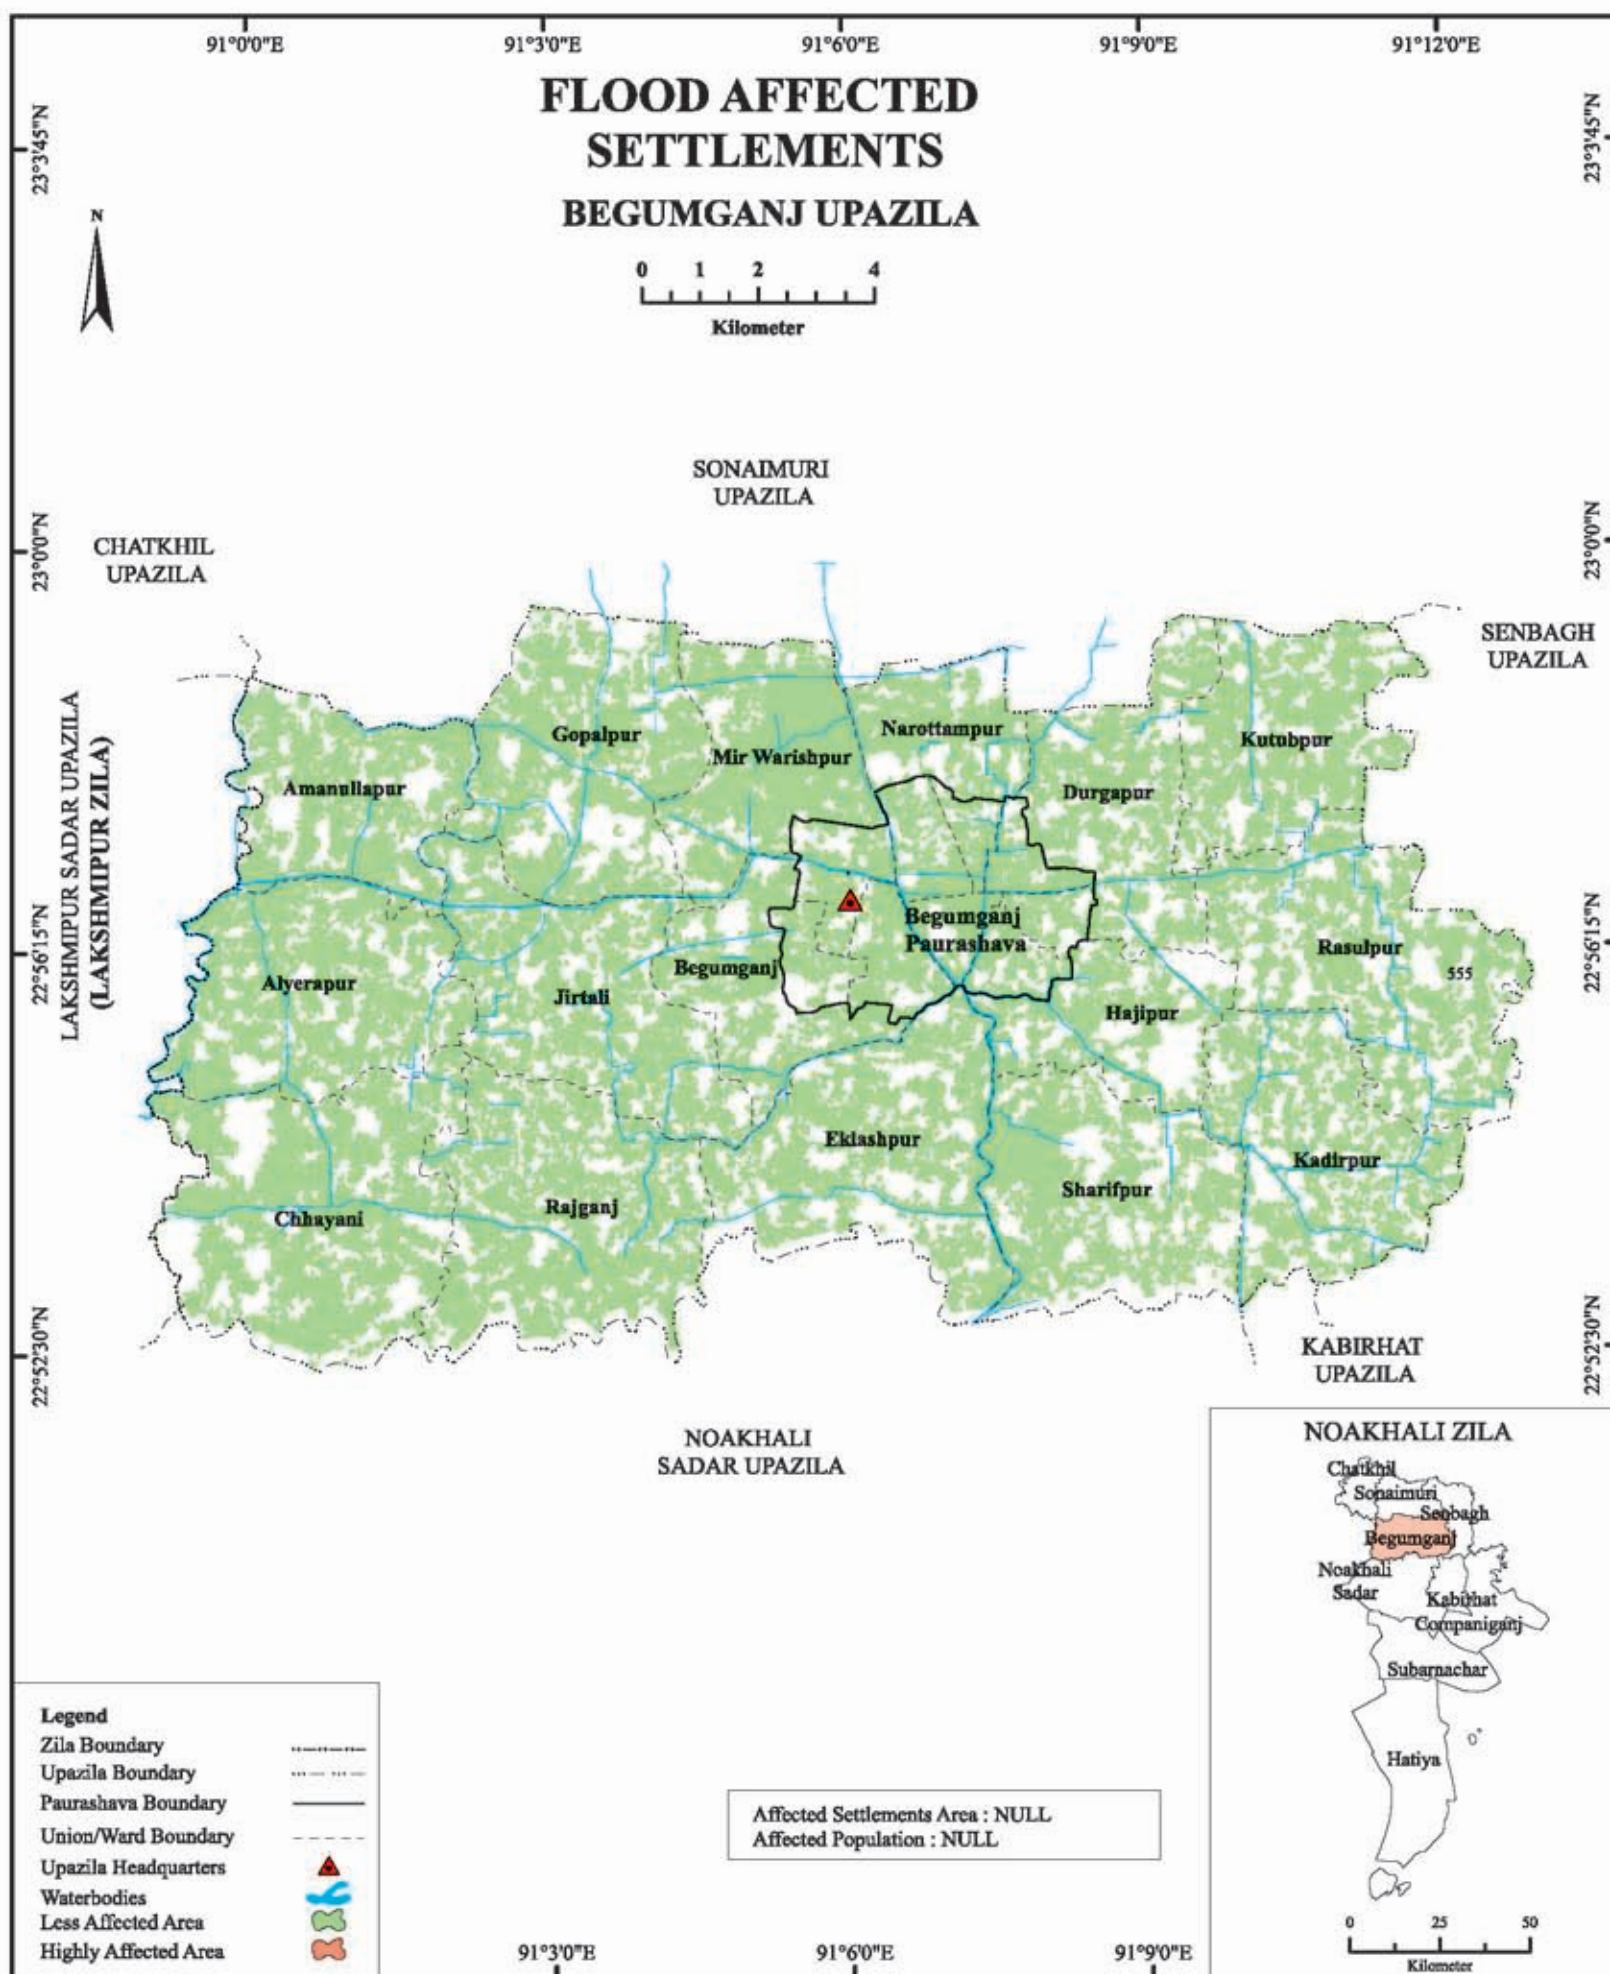 91°0'0"E 91°3'0"E 91°6'0"E 91°9'0"E 91°12'0"E
FLOOD AFFECTED
SETTLEMENTS
BEGUMGANJ UPAZILA
23°3'45"N
23°3'45"N
N
0 1 2 4
Kilometer
SONAIMURI
UPAZILA
CHATKHIL
UPAZILA
23°0'0"N
23°0'0"N
SENBAGH
UPAZILA
LAKSHMIPUR SADAR UPAZILA
(LAKSHMIPUR ZILA)
Gopalpur
Narottampur
Mir Warishpur
Kutubpur
Amanullapur
Durgapur
Begumganj
Paurashava
22°56'15"N
22°56'15"N
Rasulpur
Begumganj
555
Alyerapur
Jirtali
Hajipur
Eklashpur
Kadirpur
Sharifpur
Rajganj
Chhayani
22°52'30"N
22°52'30"N
KABIRHAT
UPAZILA
NOAKHALI
SADAR UPAZILA
NOAKHALI ZILA
Chatkhil
Sonaimuri
Senbagh
Begumganj
Noakhali
Sadar
Kabirhat
Companiganj
Subarnachar
Hatiya
0 25 50
Kilometer
Legend
Zila Boundary
Upazila Boundary
Paurashava Boundary
Union/Ward Boundary
Upazila Headquarters
Waterbodies
Less Affected Area
Highly Affected Area
Affected Settlements Area : NULL
Affected Population : NULL
91°3'0"E 91°6'0"E 91°9'0"E